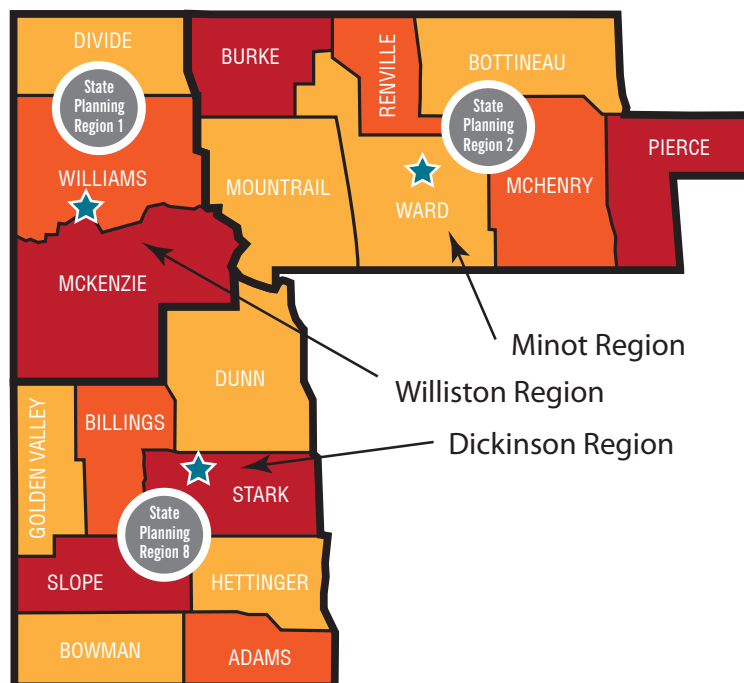 DIVIDE
BURKE
RENVILLE
BOTTINEAU
State
Planning
Region 1
State
Planning
Region 2
PIERCE
WILLIAMS
MOUNTRAIL
WARD
MCHENRY
MCKENZIE
Minot Region
DUNN
Williston Region
GOLDEN VALLEY
BILLINGS
Dickinson Region
STARK
State
Planning
Region 8
SLOPE
HETTINGER
BOWMAN
ADAMS